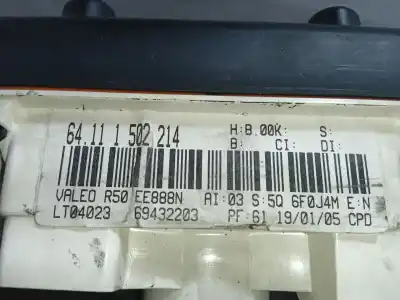 64.11 1 502 214 H:B.00K: S:
B: CI: DI:
VALEO R50 EE888N AI:03 S:5Q 6F0J4M E:N
LT04023 69432203 PF:61 19/01/05 CPD